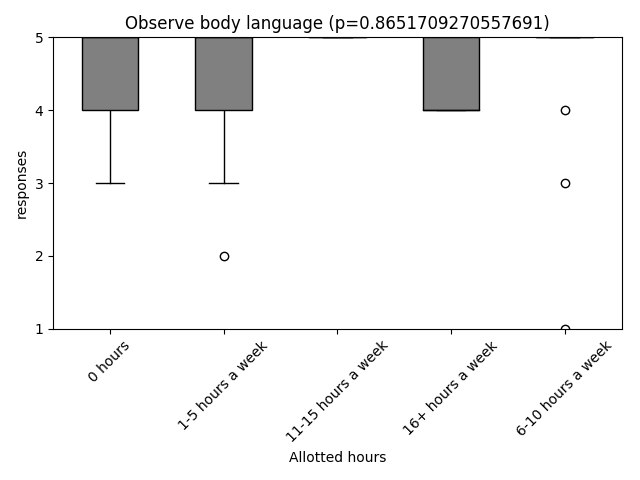 Observe body language (p=0.8651709270557691)
5
4
3
2
1
responses
0 hours
1-5 hours a week
11-15 hours a week
16+ hours a week
6-10 hours a week
Allotted hours